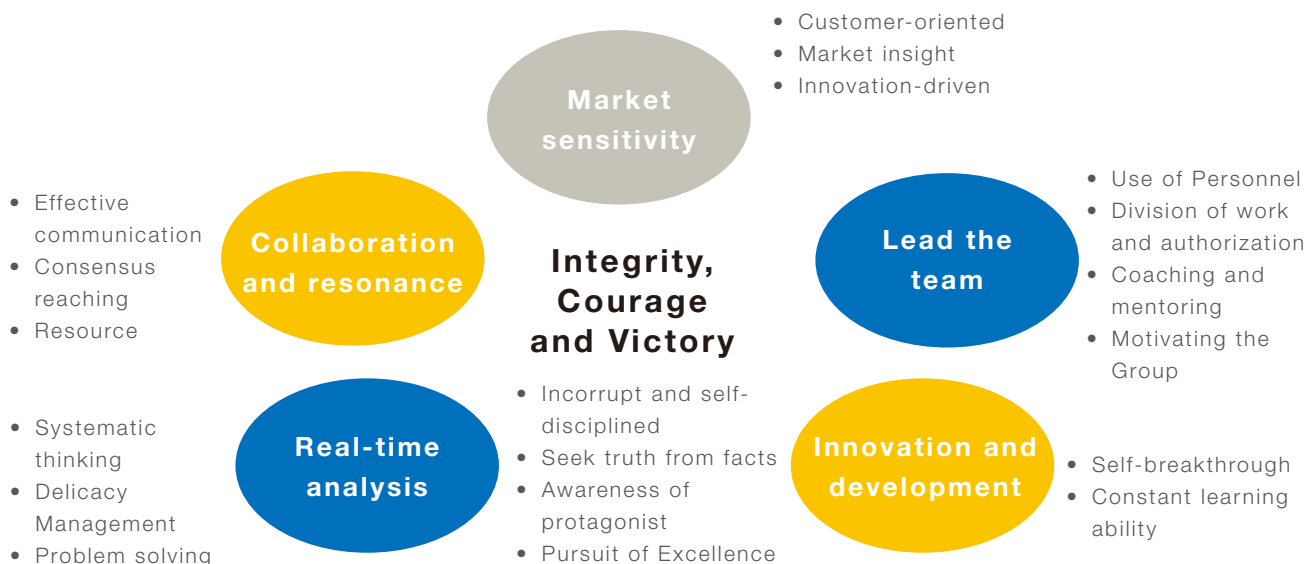 Market
sensitivity
Customer-oriented
Market insight
Innovation-driven
Collaboration
and resonance
Effective
communication
Consensus
reaching
Resource
Integrity,
Courage
and Victory
Incorrupt and self-
disciplined
Seek truth from facts
Awareness of
protagonist
Pursuit of Excellence
Lead the
team
Use of Personnel
Division of work
and authorization
Coaching and
mentoring
Motivating the
Group
Real-time
analysis
Systematic
thinking
Delicacy
Management
Problem solving
Innovation and
development
Self-breakthrough
Constant learning
ability